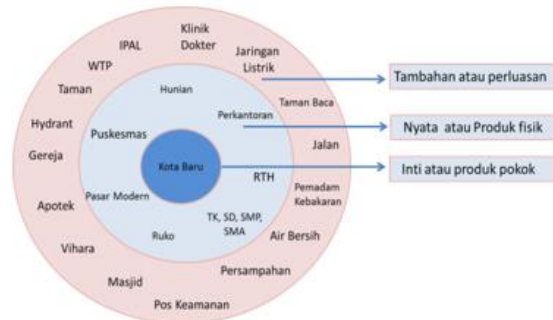 Klinik
Dokter
IPAL
Jaringan
Listrik
WTP
Taman
Hunian
Tambahan atau perluasan
Taman Baca
Perkantoran
Hydrant
Puskesmas
Nyata atau Produk fisik
Jalan
Gereja
Kota Baru
Inti atau produk pokok
RTH
Pemadam
Kebakaran
Pasar Modern
Apotek
TK, SD, SMP,
SMA
Ruko
Air Bersih
Vihara
Persampahan
Masjid
Pos Keamanan